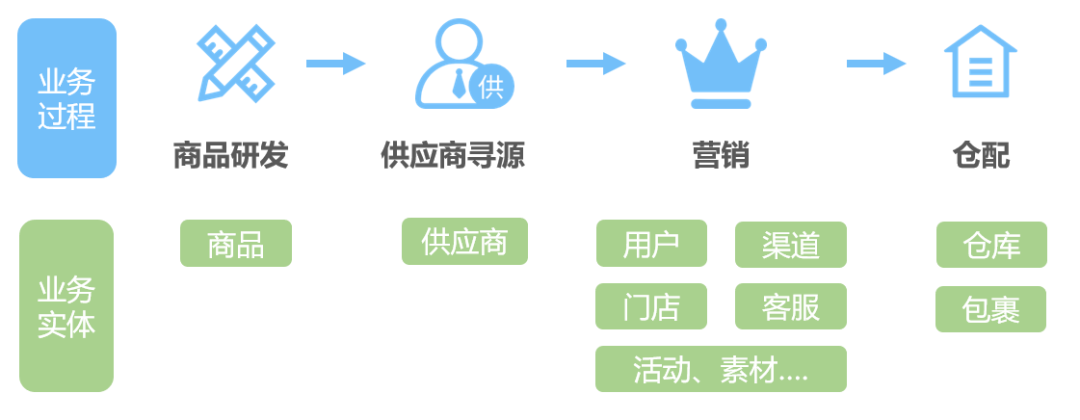 业务
过程
供
商品研发
供应商寻源
营销
仓配
业务
实体
商品
供应商
用户
渠道
仓库
门店
客服
包裹
活动、素材....